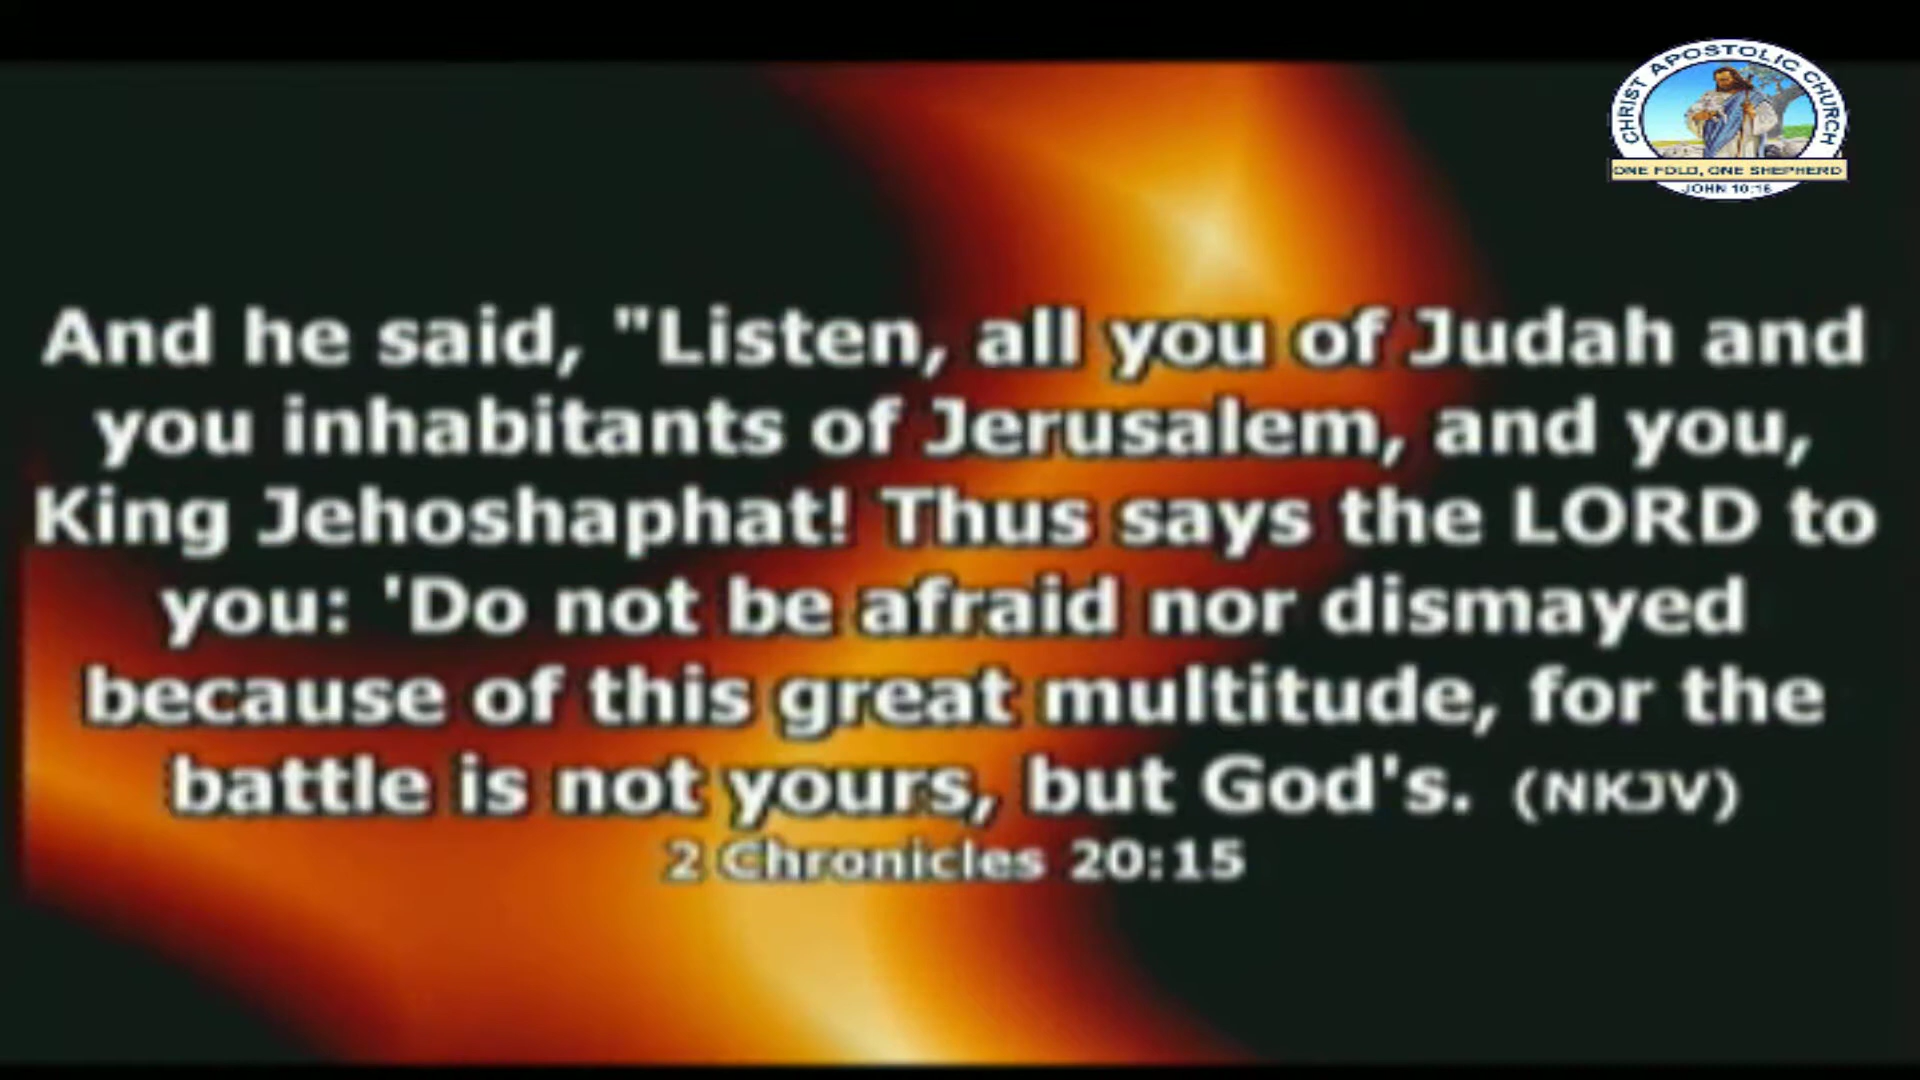 CHRIST APOSTOLIC CHURCH
ONE FOLD, ONE SHEPHERD
JOHN 10:16
And he said, "Listen, all you of Judah and
you inhabitants of Jerusalem, and you,
King Jehoshaphat! Thus says the LORD to
you: 'Do not be afraid nor dismayed
because of this great multitude, for the
battle is not yours, but God's. (NKJV)
2 Chronicles 20:15